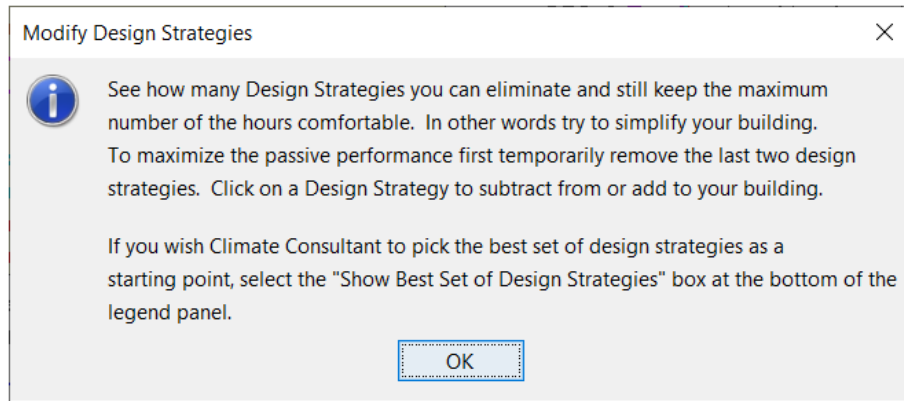 Modify Design Strategies
See how many Design Strategies you can eliminate and still keep the maximum
number of the hours comfortable.  In other words try to simplify your building.
To maximize the passive performance first temporarily remove the last two design
strategies.  Click on a Design Strategy to subtract from or add to your building.
If you wish Climate Consultant to pick the best set of design strategies as a
starting point, select the "Show Best Set of Design Strategies" box at the bottom of the
legend panel.
OK